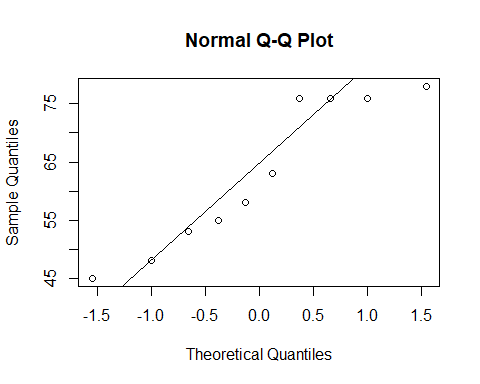 Normal Q-Q Plot
Sample Quantiles
75
65
55
45
-1.5 -1.0 -0.5 0.0 0.5 1.0 1.5
Theoretical Quantiles